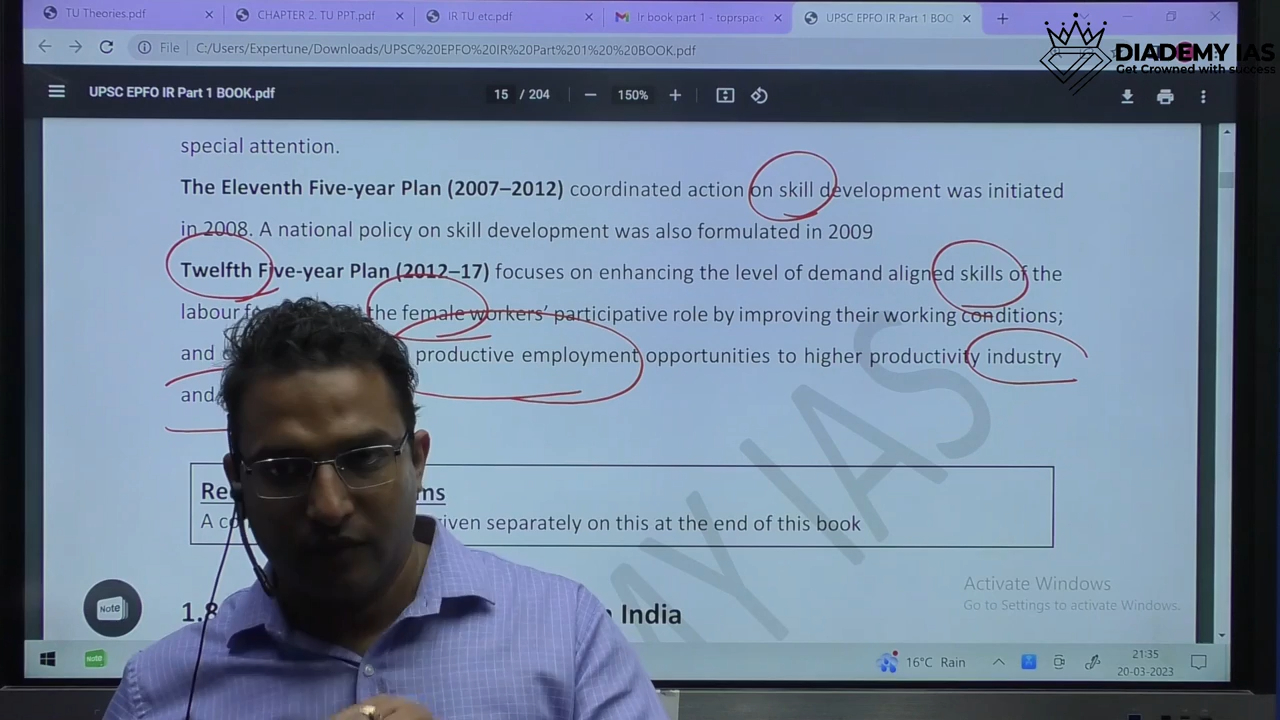 TU Theories.pdf
CHAPTER 2. TU PPT.pdf
IR TU etc.pdf
Ir book part 1 - toprspace
UPSC EPFO IR Part 1 BOO
File C:/Users/Expertune/Downloads/UPSC%20EPFO%20IR%20Part%201%20%20BOOK.pdf
DIADEMY IAS
Get Crowned with success
UPSC EPFO IR Part 1 BOOK.pdf
15 / 204
150%
special attention.
The Eleventh Five-year Plan (2007–2012) coordinated action on skill development was initiated
in 2008. A national policy on skill development was also formulated in 2009
Twelfth Five-year Plan (2012–17) focuses on enhancing the level of demand aligned skills of the
labour the female workers' participative role by improving their working conditions;
and productive employment opportunities to higher productivity industry
and
ms
iven separately on this at the end of this book
MY IAS
Note
1.8 India
Activate Windows
Go to Settings to activate Windows.
Note
16°C Rain
21:35
20-03-2023